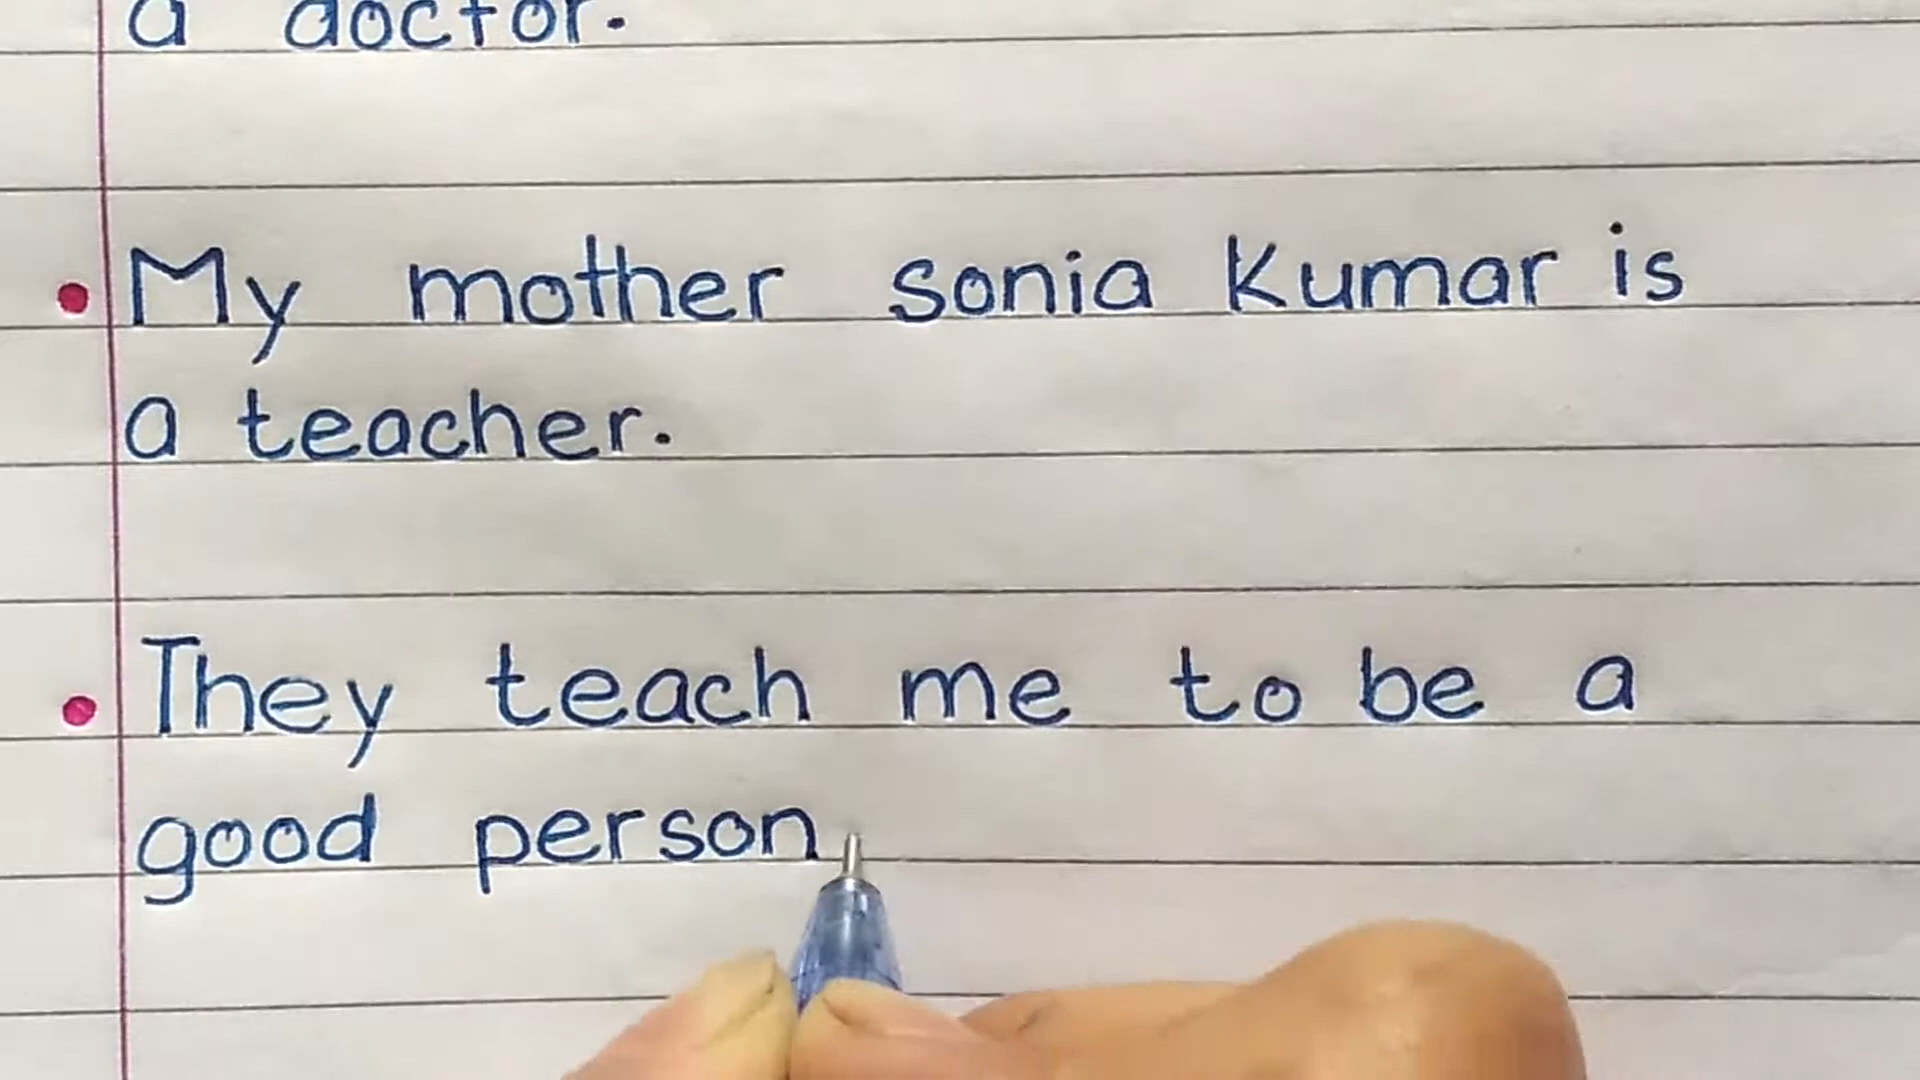 a doctor.
My mother sonia Kumar is
a teacher.
They teach me to be a
good person